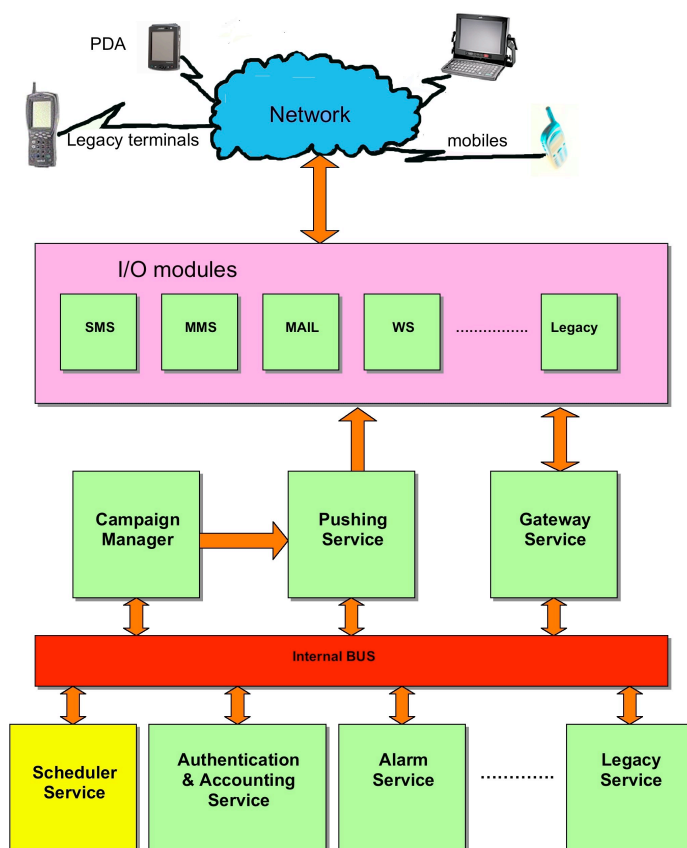 PDA
Network
Legacy terminals
mobiles
I/O modules
SMS
MMS
MAIL
WS
................
Legacy
Campaign
Manager
Pushing
Service
Gateway
Service
Internal BUS
Scheduler
Service
Authentication
& Accounting
Service
Alarm
Service
.............
Legacy
Service